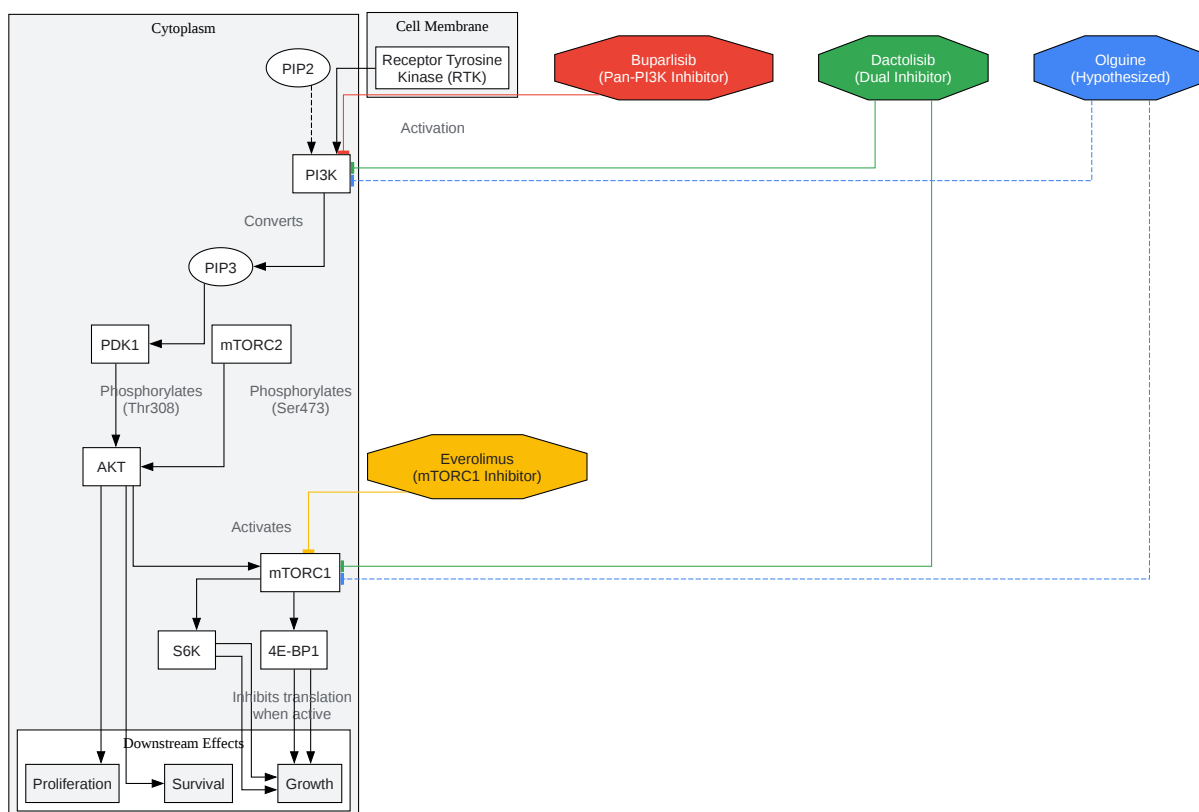 Cytoplasm
Cell Membrane
PIP2
Receptor Tyrosine
Kinase (RTK)
Buparlisib
(Pan-PI3K Inhibitor)
Dactolisib
(Dual Inhibitor)
Olguine
(Hypothesized)
Activation
PI3K
Converts
PIP3
PDK1
mTORC2
Phosphorylates
(Thr308)
Phosphorylates
(Ser473)
AKT
Everolimus
(mTORC1 Inhibitor)
Activates
mTORC1
S6K
4E-BP1
Inhibits translation
when active
Downstream Effects
Proliferation
Survival
Growth